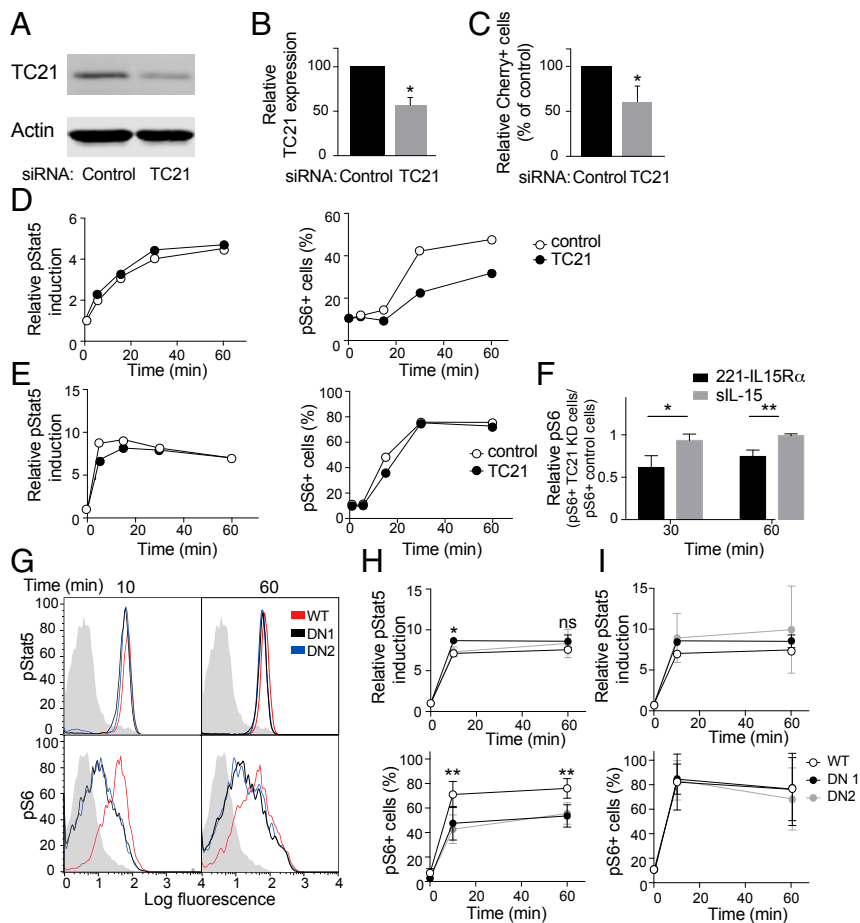 A
TC21
Actin
siRNA: Control TC21
B
Relative
TC21 expression
100
50
0
*
siRNA: Control TC21
C
Relative Cherry+ cells
(% of control)
100
50
0
*
siRNA: Control TC21
D
Relative pStat5
induction
6
4
2
0
0 20 40 60
Time (min)
pS6+ cells (%)
60
40
20
0
0 20 40 60
Time (min)
control
TC21
E
Relative pStat5
induction
15
10
5
0
0 20 40 60
Time (min)
pS6+ cells (%)
100
80
60
40
20
0
0 20 40 60
Time (min)
control
TC21
F
221-IL15Rα
sIL-15
Relative pS6
(pS6+ TC21 KD cells/
pS6+ control cells)
1
0.5
0
* **
30 60
Time (min)
G
Time (min) 10 60
pStat5
100
80
60
40
20
0
WT
DN1
DN2
pS6
100
80
60
40
20
0
0 1 2 3 4 1 2 3 4
Log fluorescence
H
Relative pStat5
induction
15
10
5
0
* ns
0 20 40 60
Time (min)
pS6+ cells (%)
100
80
60
40
20
0
** **
0 20 40 60
Time (min)
I
Relative pStat5
induction
15
10
5
0
0 20 40 60
Time (min)
pS6+ cells (%)
100
80
60
40
20
0
0 20 40 60
Time (min)
WT
DN 1
DN2